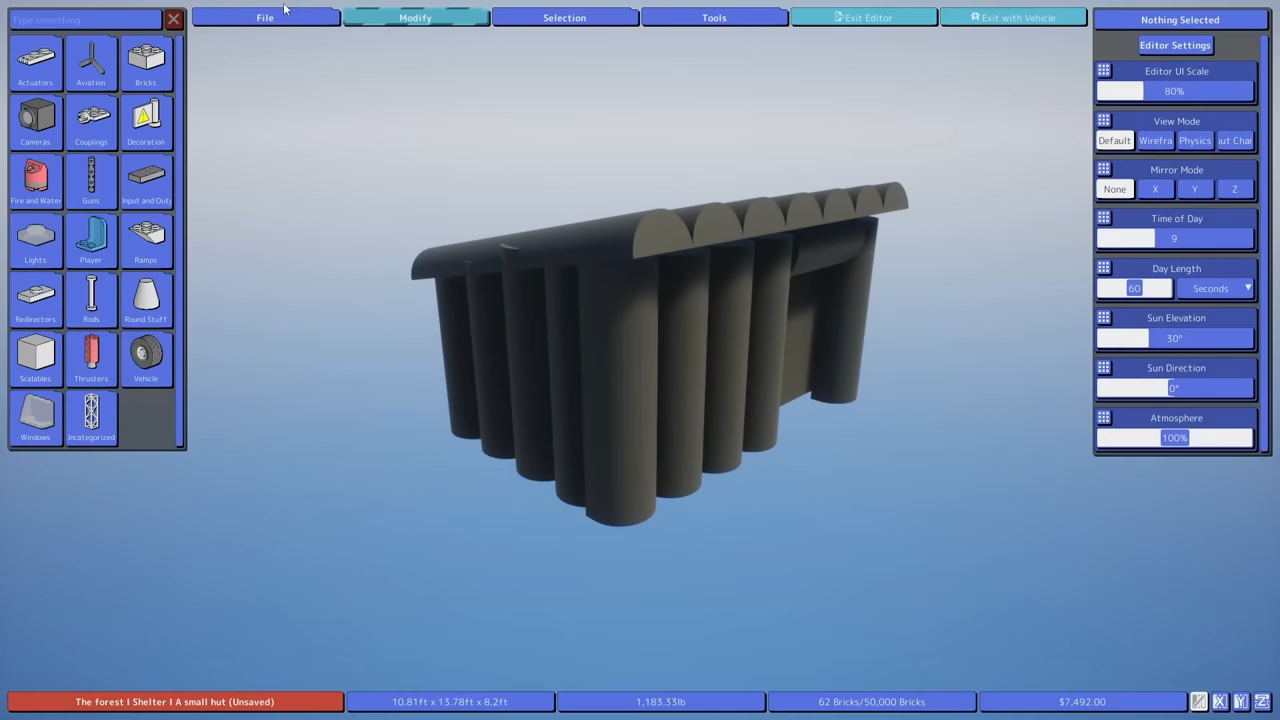 Type something
File
Modify
Selection
Tools
Exit Editor
Exit with Vehicle
Nothing Selected
Actuators
Aviation
Bricks
Cameras
Couplings
Decoration
Fire and Water
Guns
Input and Outp
Lights
Player
Ramps
Redirectors
Rods
Round Stuff
Scalables
Thrusters
Vehicle
Windows
Uncategorized
Editor Settings
Editor UI Scale
80%
View Mode
Default
Wirefra
Physics
ut Chan
Mirror Mode
None
X
Y
Z
Time of Day
9
Day Length
60
Seconds
Sun Elevation
30°
Sun Direction
0°
Atmosphere
100%
The forest I Shelter I A small hut (Unsaved)
10.81ft x 13.78ft x 8.2ft
1,183.33lb
62 Bricks/50,000 Bricks
$7,492.00
X
Y
Z